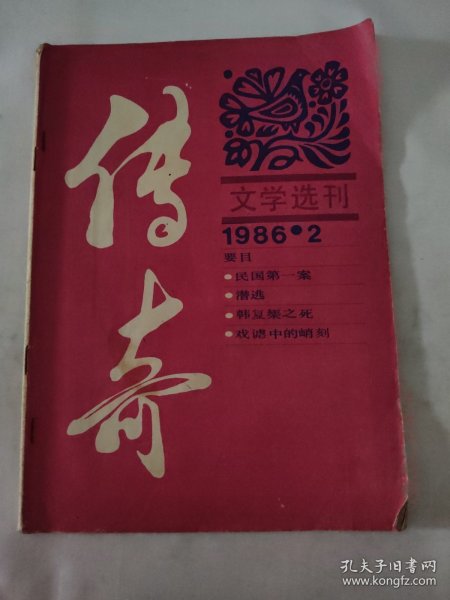 传奇
文学选刊
1986•2
要目
•民国第一案
•潜逃
•韩复榘之死
•戏谑中的峭刻
孔夫子旧书网
www.kongfz.com